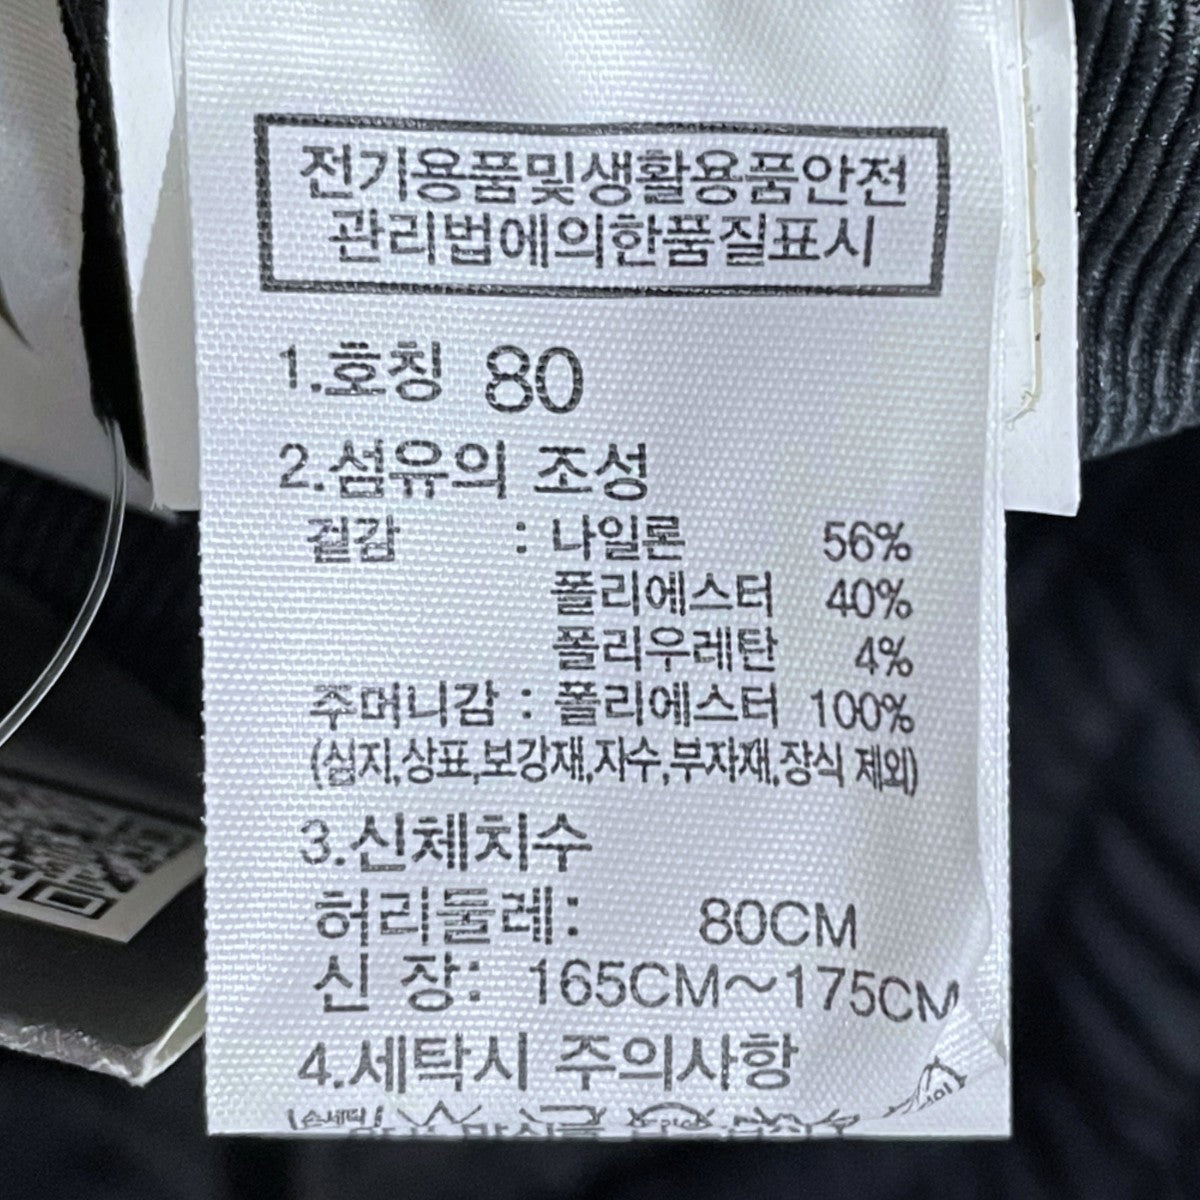 전기용품및생활용품안전
관리법에의한품질표시
1.호칭 80
2.섬유의 조성
겉감 : 나일론 56%
폴리에스터 40%
폴리우레탄 4%
주머니감 : 폴리에스터 100%
(심지,상표,보강재,자수,부자재,장식 제외)
3.신체치수
허리둘레: 80CM
신 장: 165CM~175CM
4.세탁시 주의사항
손세탁